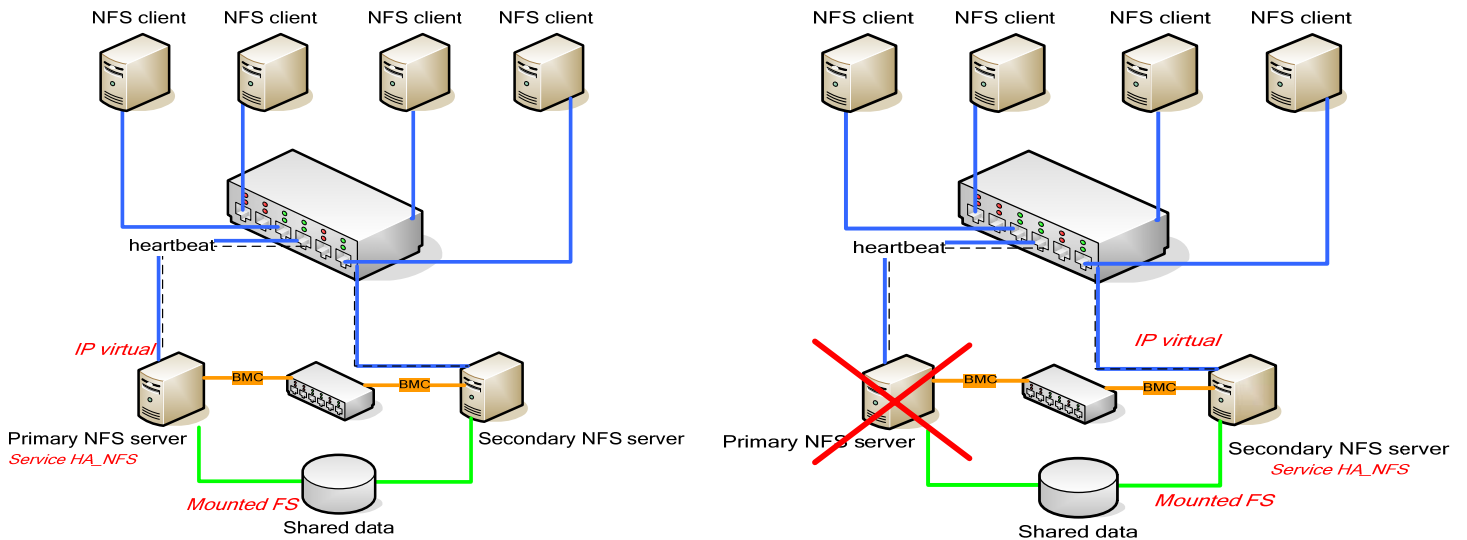 NFS client
NFS client
NFS client
NFS client
heartbeat
IP virtual
BMC
BMC
Primary NFS server
Service HA_NFS
Secondary NFS server
Mounted FS
Shared data
NFS client
NFS client
NFS client
NFS client
heartbeat
IP virtual
BMC
BMC
Primary NFS server
Secondary NFS server
Service HA_NFS
Mounted FS
Shared data